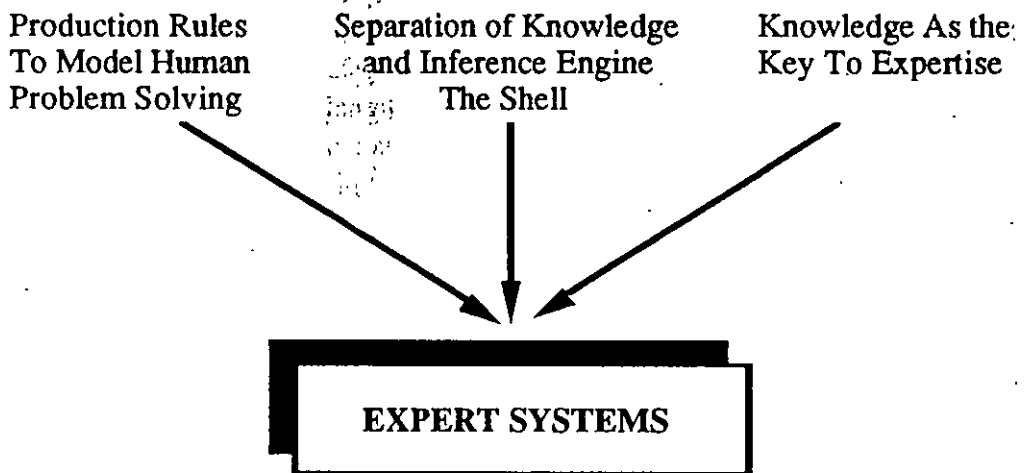 Production Rules
To Model Human
Problem Solving
Separation of Knowledge
and Inference Engine
The Shell
Knowledge As the
Key To Expertise
EXPERT SYSTEMS